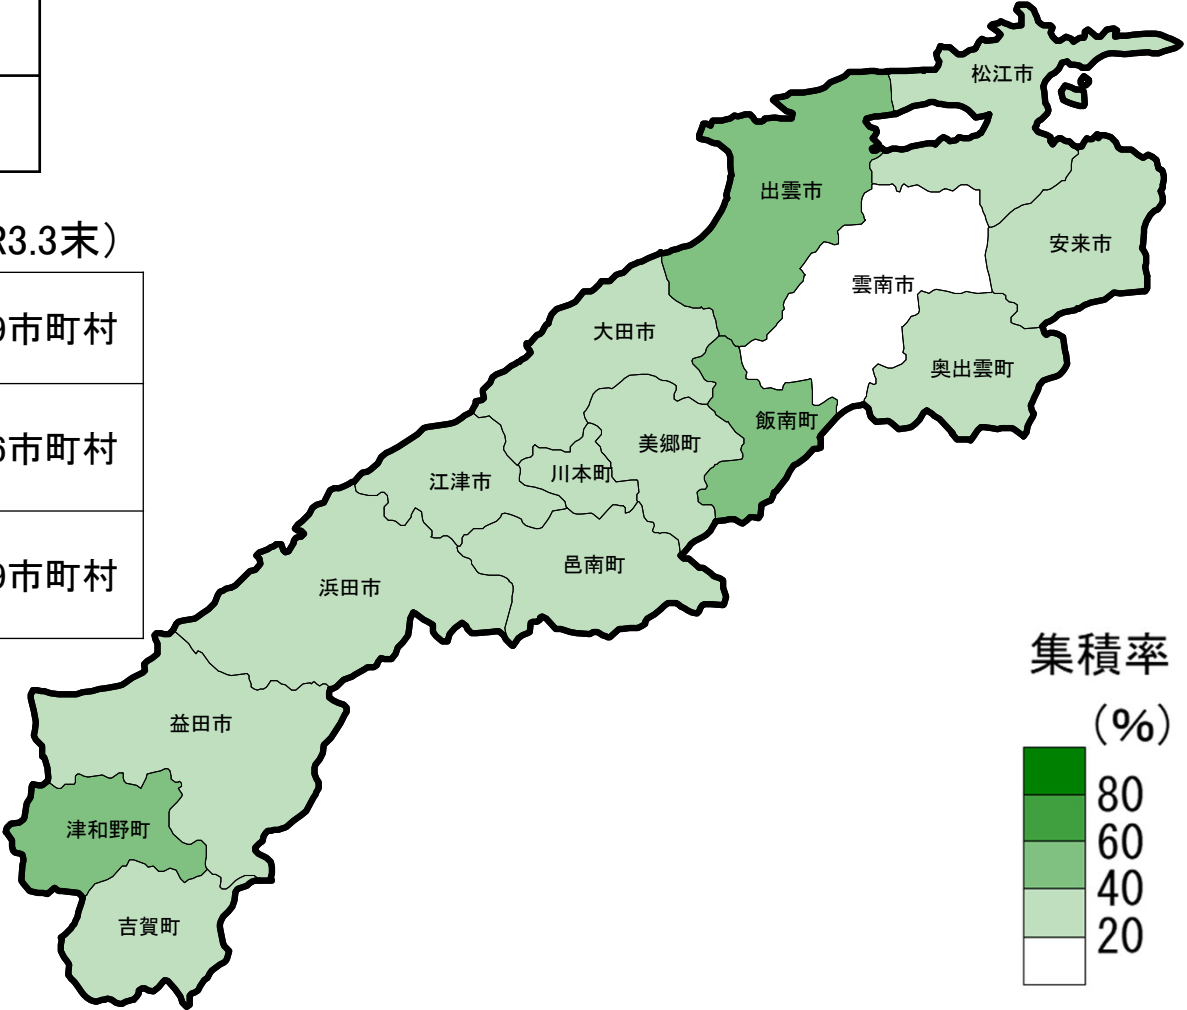 松江市
出雲市
安来市
R3.3末）
雲南市
9市町村
大田市
奥出雲町
飯南町
美郷町
6市町村
川本町
江津市
邑南町
9市町村
浜田市
集積率
（%）
益田市
80
津和野町
60
40
吉賀町
20